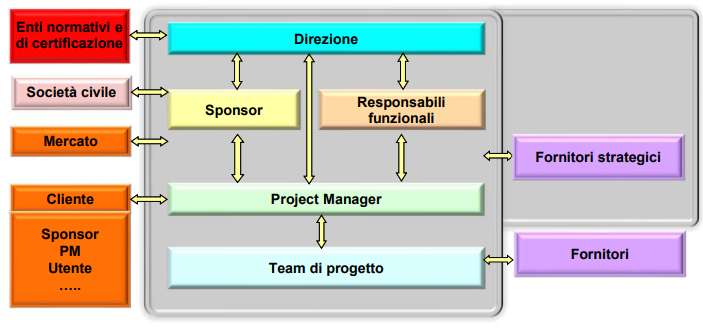 Enti normativi e
di certificazione
Direzione
Società civile
Sponsor
Responsabili
funzionali
Mercato
Fornitori strategici
Cliente
Project Manager
Sponsor
PM
Utente
…..
Team di progetto
Fornitori